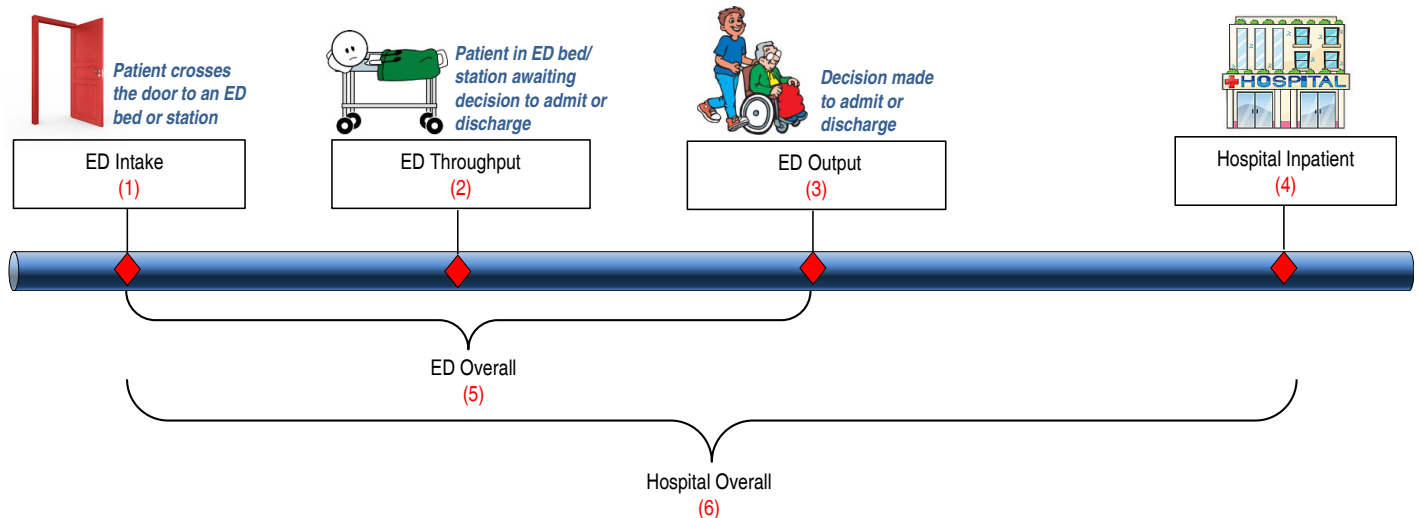 Patient crosses
the door to an ED
bed or station
Patient in ED bed/
station awaiting
decision to admit or
discharge
Decision made
to admit or
discharge
HOSPITAL
ED Intake
(1)
ED Throughput
(2)
ED Output
(3)
Hospital Inpatient
(4)
ED Overall
(5)
Hospital Overall
(6)